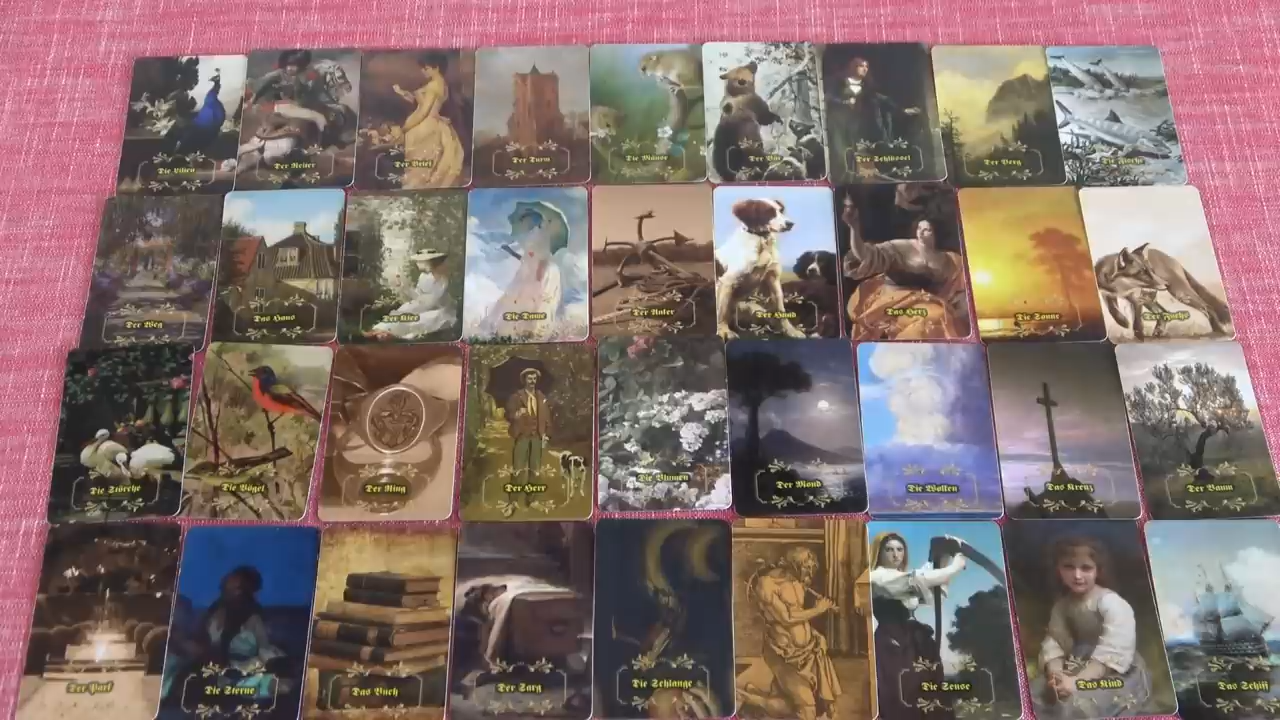 Die Lilien
Der Reiter
Der Brief
Der Turm
Die Mäuse
Der Bär
Der Schlüssel
Der Berg
Die Fische
Der Weg
Das Haus
Der Klee
Die Dame
Der Anker
Der Hund
Das Herz
Die Sonne
Der Fuchs
Die Störche
Die Vögel
Der Ring
Der Herr
Die Blumen
Der Mond
Die Wolken
Das Kreuz
Der Baum
Der Park
Die Sterne
Das Buch
Der Sarg
Die Schlange
Die Sense
Das Kind
Das Schiff